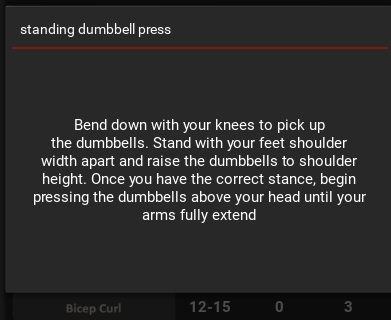 standing dumbbell press
Bend down with your knees to pick up
the dumbbells. Stand with your feet shoulder
width apart and raise the dumbbells to shoulder
height. Once you have the correct stance, begin
pressing the dumbbells above your head until your
arms fully extend
Bicep Curl 12-15 0 3